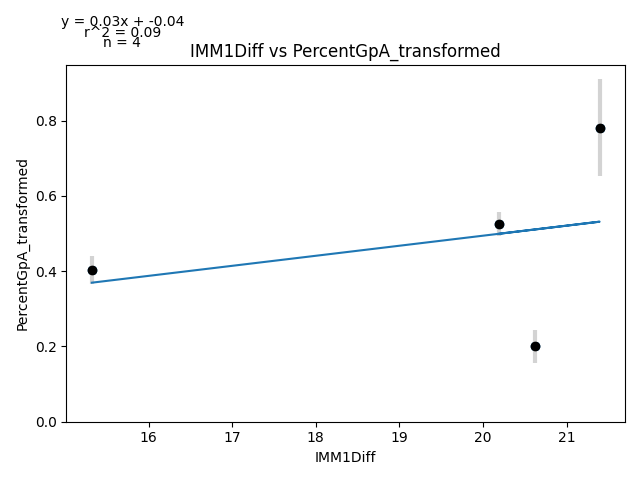 y = 0.03x + -0.04
r^2 = 0.09
n = 4
IMM1Diff vs PercentGpA_transformed
PercentGpA_transformed
0.8
0.6
0.4
0.2
0.0
16 17 18 19 20 21
IMM1Diff